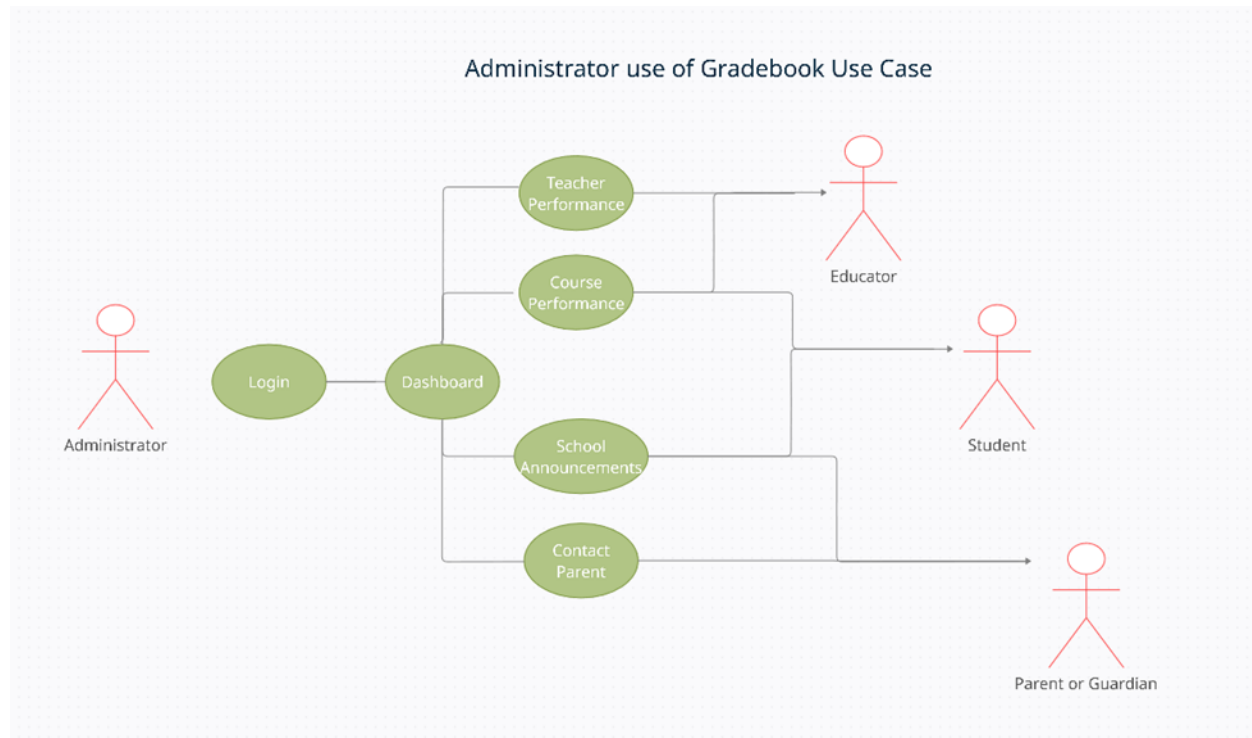 Administrator use of Gradebook Use Case
Teacher
Performance
Educator
Course
Performance
Administrator
Login
Dashboard
Student
School
Announcements
Contact
Parent
Parent or Guardian